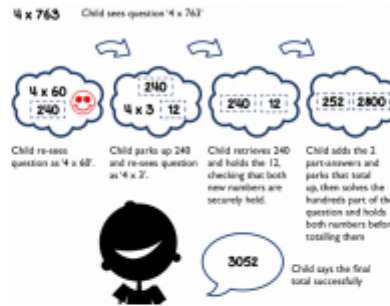 4 x 763
Child sees question '4 x 763'
4 x 60
240
240
4 x 3 12
240 12
252 2800
Child re-sees
question as '4 x 60'.
Child parks up 240
and re-sees question
as '4 x 3'.
Child retrieves 240
and holds the 12,
checking that both
new numbers are
securely held.
Child adds the 2
part-answers and
parks that total
up, then solves the
hundreds part of the
question and holds
both numbers before
totalling them
3052
Child says the final
total successfully